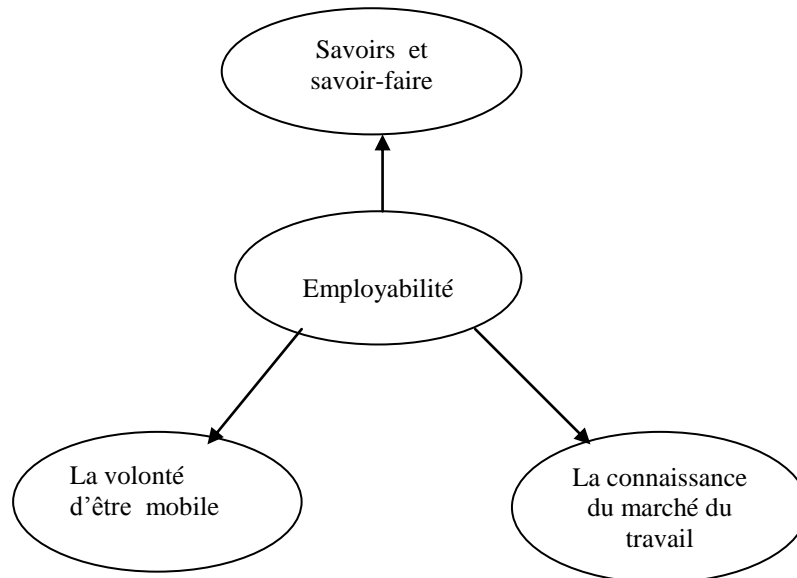 Savoirs et
savoir-faire
Employabilité
La volonté
d’être mobile
La connaissance
du marché du
travail